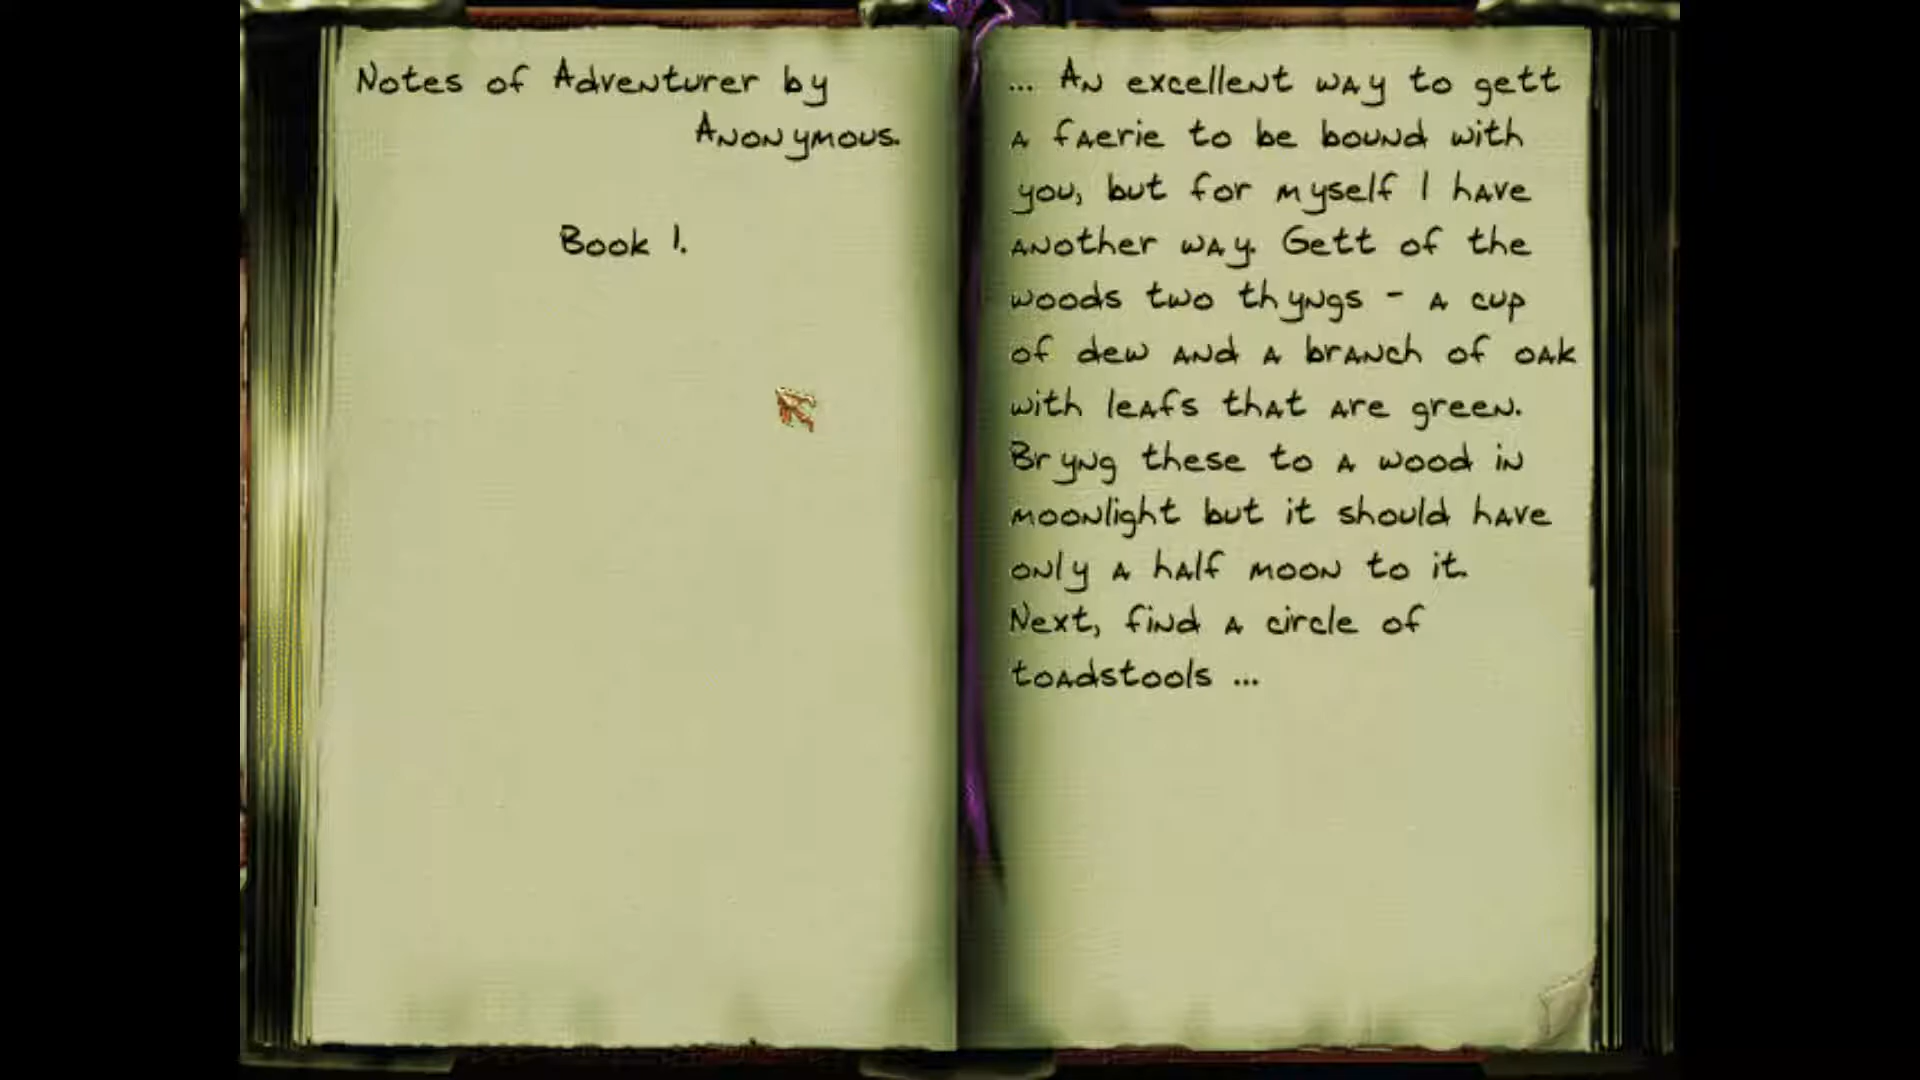 Notes of Adventurer by
Anonymous.
Book 1.
... An excellent way to gett
a faerie to be bound with
you, but for myself I have
another way. Gett of the
woods two thyngs - a cup
of dew and a branch of oak
with leafs that are green.
Bryng these to a wood in
moonlight but it should have
only a half moon to it.
Next, find a circle of
toadstools ...